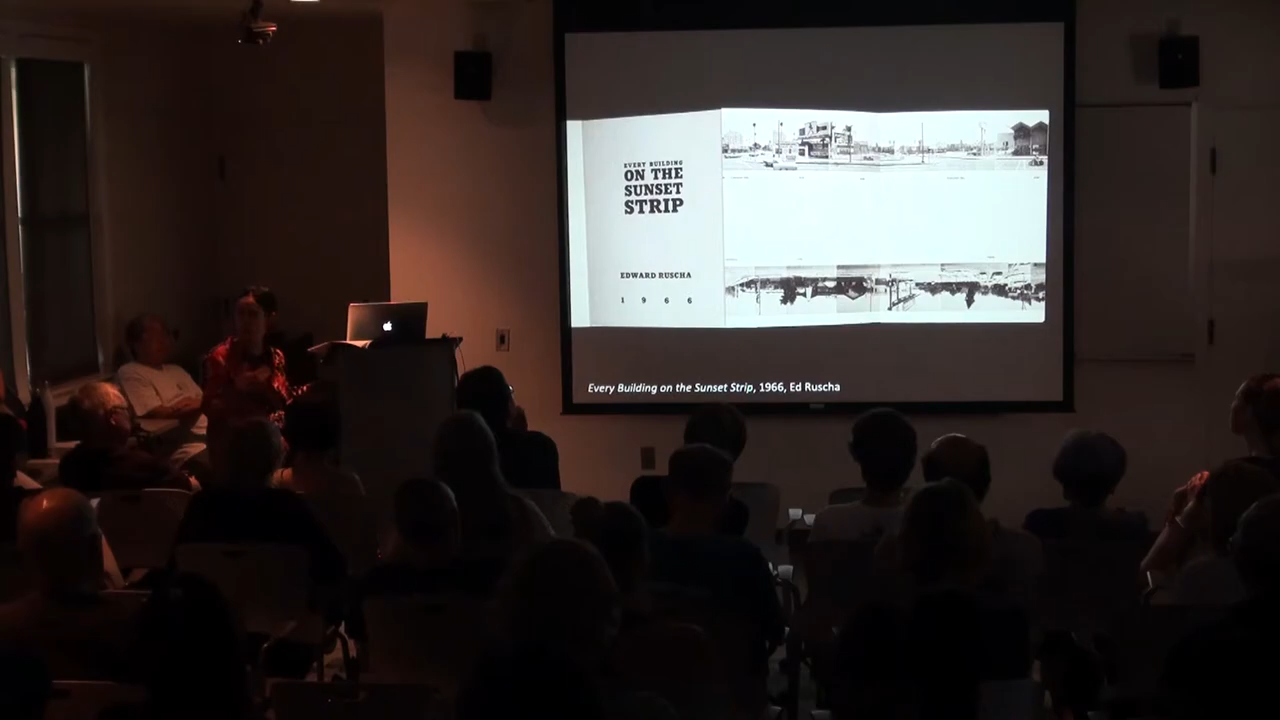 EVERY BUILDING
ON THE
SUNSET
STRIP
EDWARD RUSCHA
1 9 6 6
Every Building on the Sunset Strip, 1966, Ed Ruscha